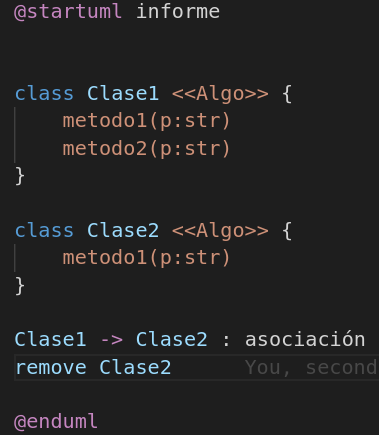 @startuml informe
class Clase1 <<Algo>> {
metodo1(p:str)
metodo2(p:str)
}
class Clase2 <<Algo>> {
metodo1(p:str)
}
Clase1 -> Clase2 : asociación
remove Clase2 You, second
@enduml